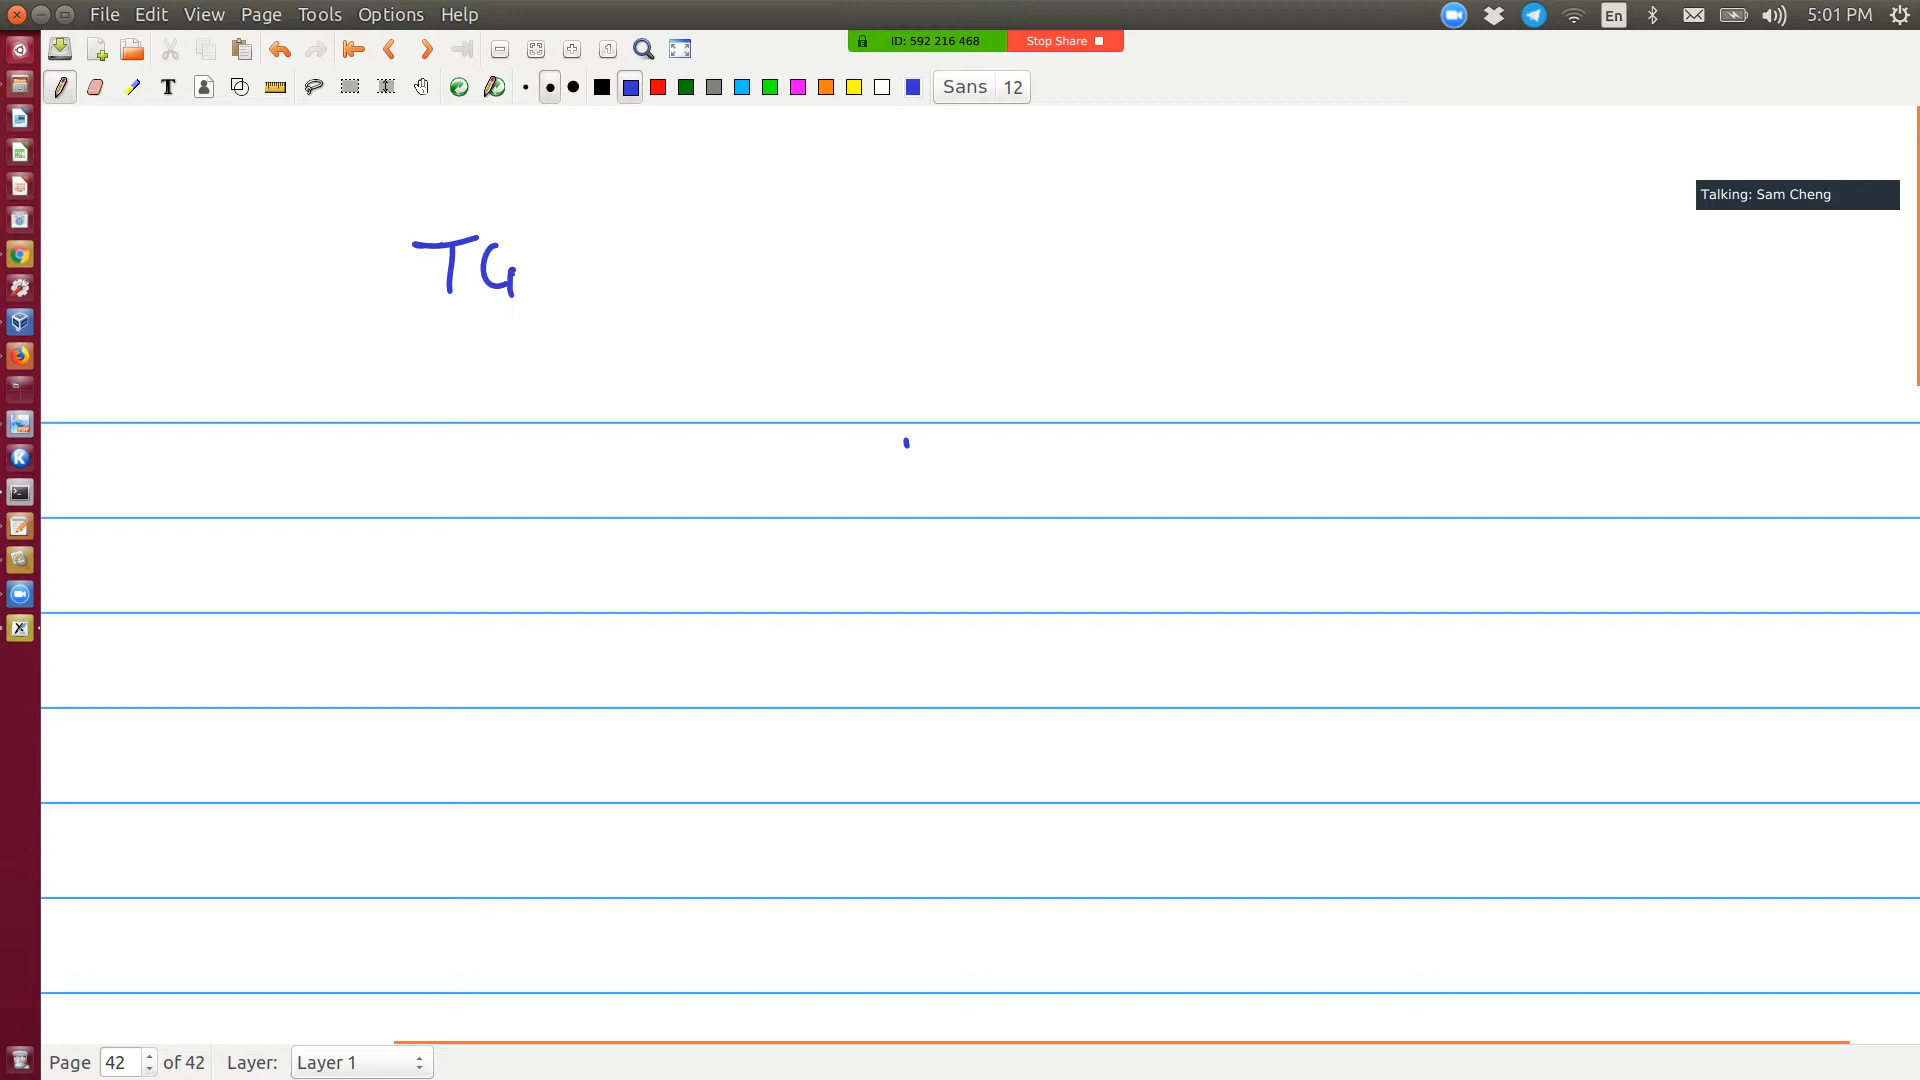 File Edit View Page Tools Options Help En 5:01 PM
ID: 592 216 468 Stop Share
T Sans 12
Talking: Sam Cheng
TG
Page 42 of 42 Layer: Layer 1